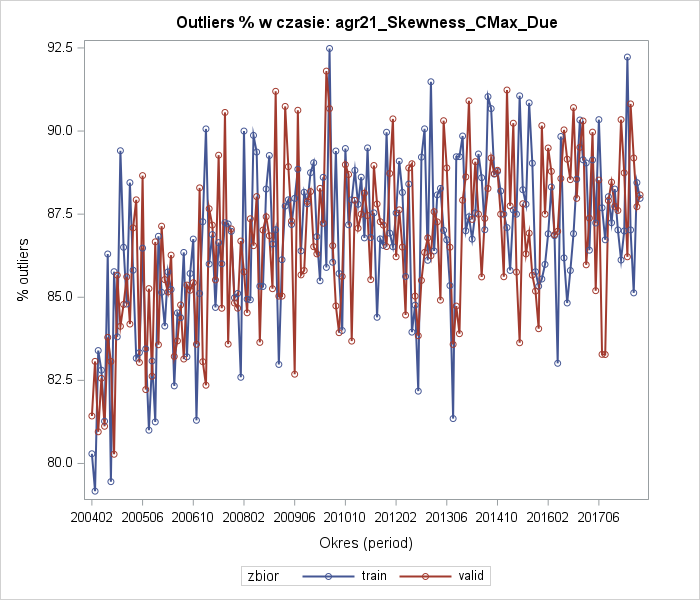 Outliers % w czasie: agr21_Skewness_CMax_Due
92.5
90.0
87.5
85.0
82.5
80.0
% outliers
200402 200506 200610 200802 200906 201010 201202 201306 201410 201602 201706
Okres (period)
zbior train valid